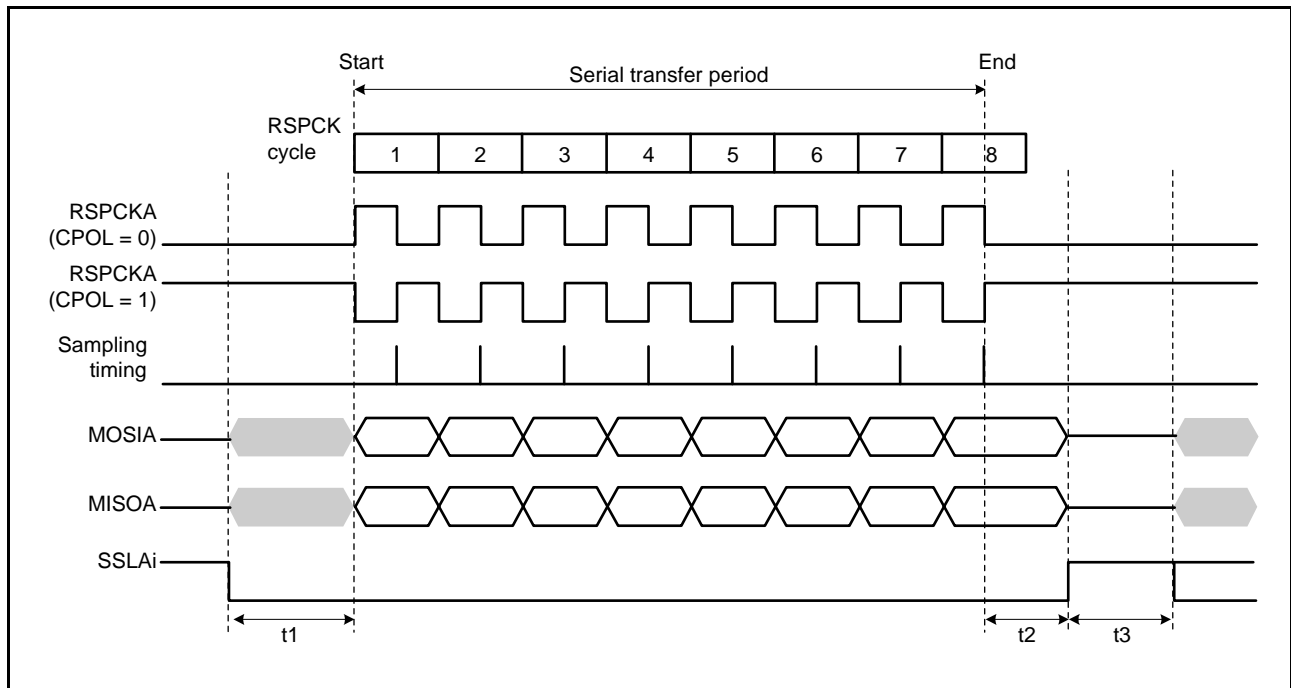 Start
End
Serial transfer period
RSPCK
cycle
1 2 3 4 5 6 7 8
RSPCKA
(CPOL = 0)
RSPCKA
(CPOL = 1)
Sampling
timing
MOSIA
MISOA
SSLAi
t1
t2
t3